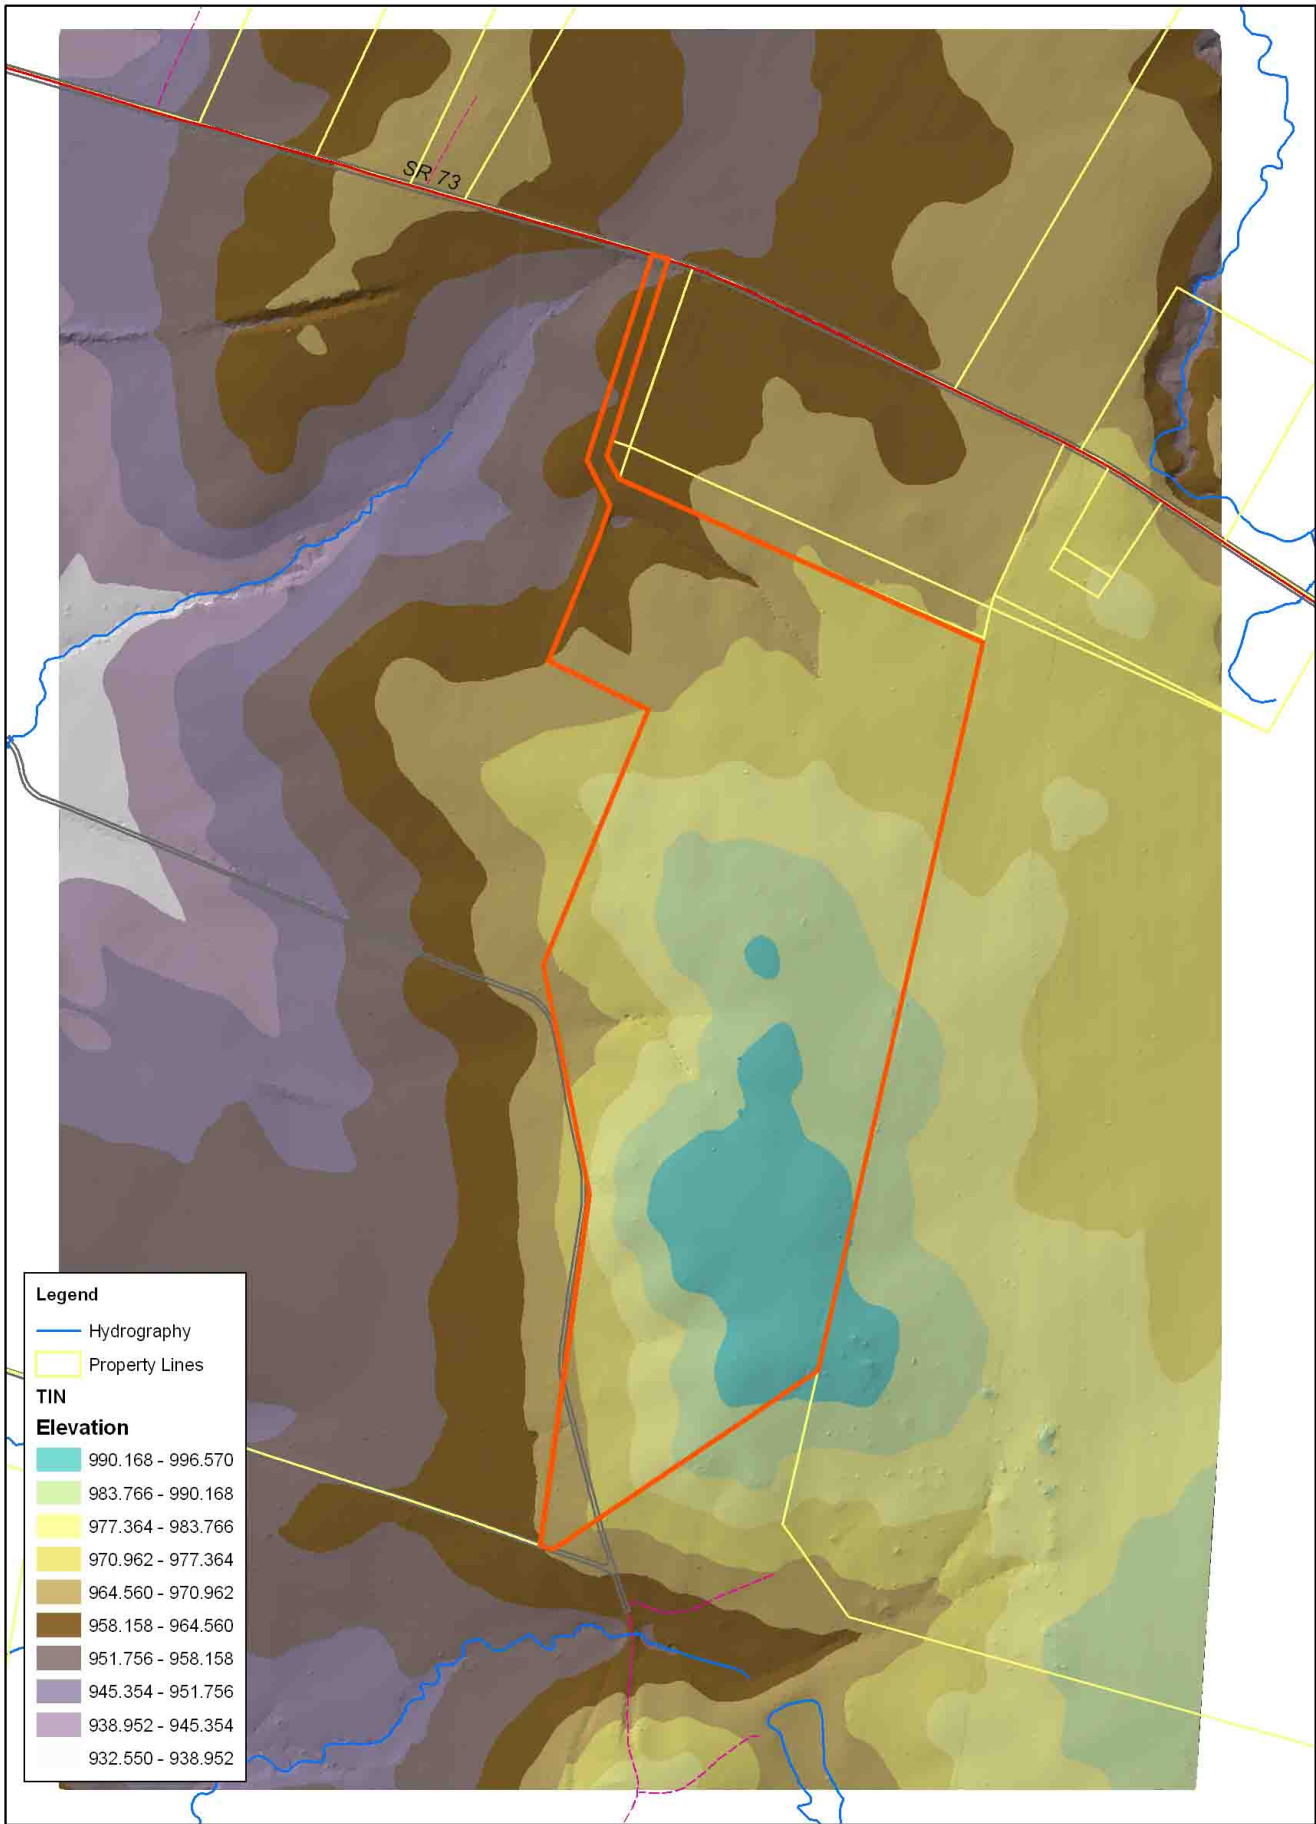 SR 73
Legend
Hydrography
Property Lines
TIN
Elevation
990.168 - 996.570
983.766 - 990.168
977.364 - 983.766
970.962 - 977.364
964.560 - 970.962
958.158 - 964.560
951.756 - 958.158
945.354 - 951.756
938.952 - 945.354
932.550 - 938.952